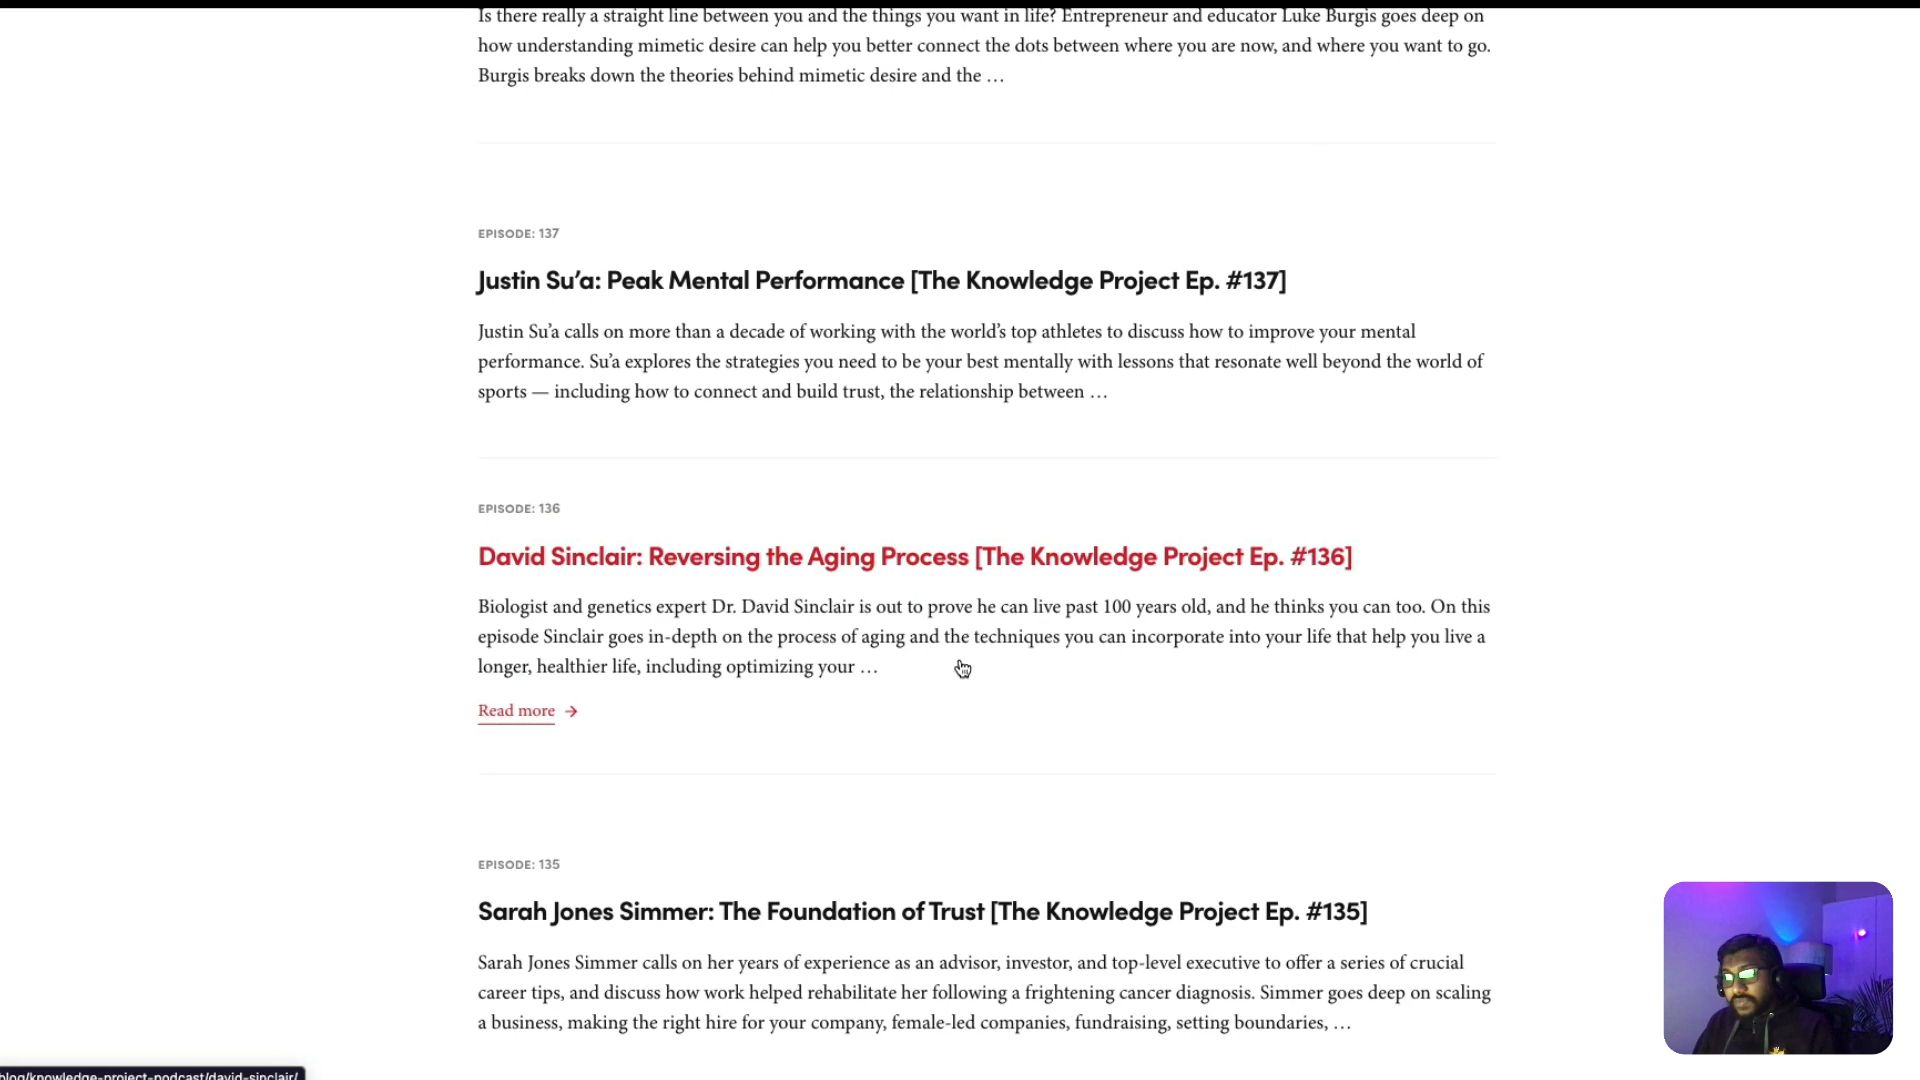 Is there really a straight line between you and the things you want in life? Entrepreneur and educator Luke Burgis goes deep on
how understanding mimetic desire can help you better connect the dots between where you are now, and where you want to go.
Burgis breaks down the theories behind mimetic desire and the …
EPISODE: 137
Justin Su’a: Peak Mental Performance [The Knowledge Project Ep. #137]
Justin Su’a calls on more than a decade of working with the world’s top athletes to discuss how to improve your mental
performance. Su’a explores the strategies you need to be your best mentally with lessons that resonate well beyond the world of
sports — including how to connect and build trust, the relationship between …
EPISODE: 136
David Sinclair: Reversing the Aging Process [The Knowledge Project Ep. #136]
Biologist and genetics expert Dr. David Sinclair is out to prove he can live past 100 years old, and he thinks you can too. On this
episode Sinclair goes in-depth on the process of aging and the techniques you can incorporate into your life that help you live a
longer, healthier life, including optimizing your …
Read more →
EPISODE: 135
Sarah Jones Simmer: The Foundation of Trust [The Knowledge Project Ep. #135]
Sarah Jones Simmer calls on her years of experience as an advisor, investor, and top-level executive to offer a series of crucial
career tips, and discuss how work helped rehabilitate her following a frightening cancer diagnosis. Simmer goes deep on scaling
a business, making the right hire for your company, female-led companies, fundraising, setting boundaries, …
blog/knowledge-project-podcast/david-sinclair/